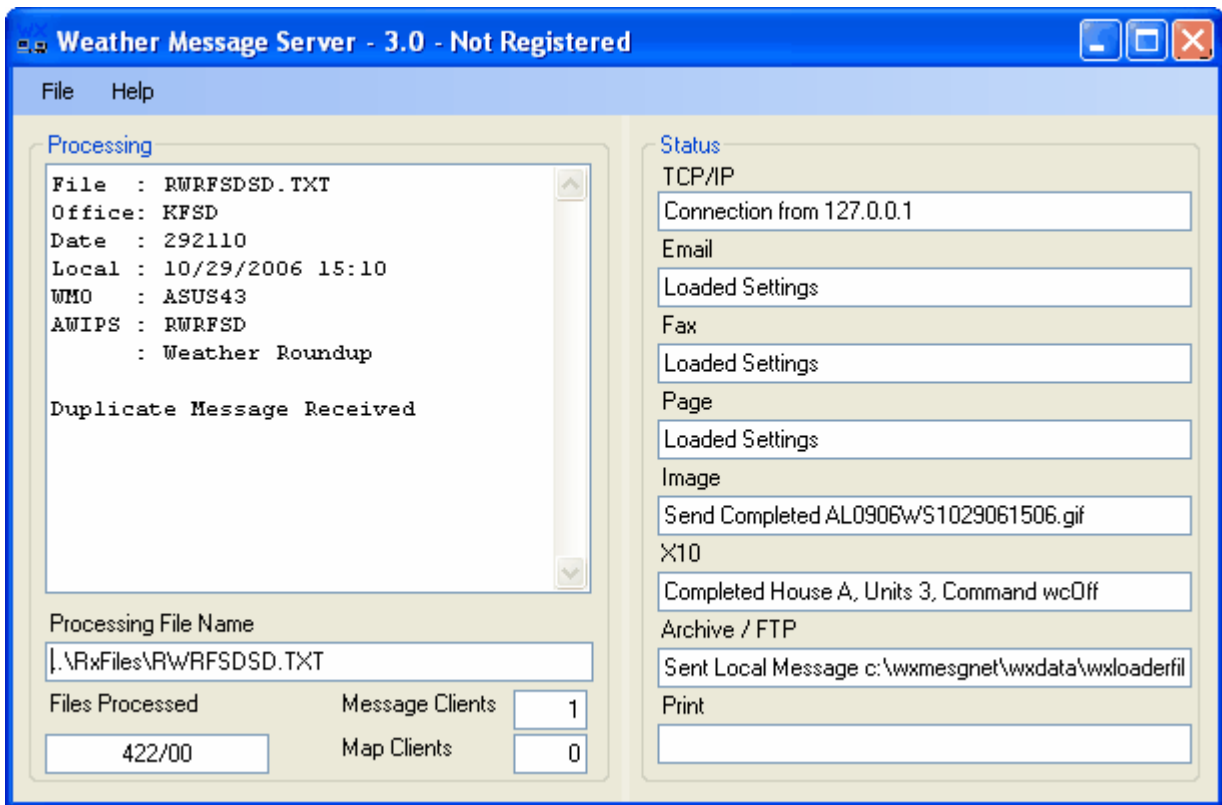 Weather Message Server - 3.0 - Not Registered
File Help
Processing
File : RWRFSDSD.TXT
Office: KFSD
Date : 292110
Local : 10/29/2006 15:10
WMO : ASUS43
AWIPS : RWRFSD
: Weather Roundup
Duplicate Message Received
Processing File Name
..\RxFiles\RWRFSDSD.TXT
Files Processed
422/00
Message Clients 1
Map Clients 0
Status
TCP/IP
Connection from 127.0.0.1
Email
Loaded Settings
Fax
Loaded Settings
Page
Loaded Settings
Image
Send Completed AL0906WS1029061506.gif
X10
Completed House A, Units 3, Command wcOff
Archive / FTP
Sent Local Message c:\wxmesgnet\wxdata\wxloaderfil
Print